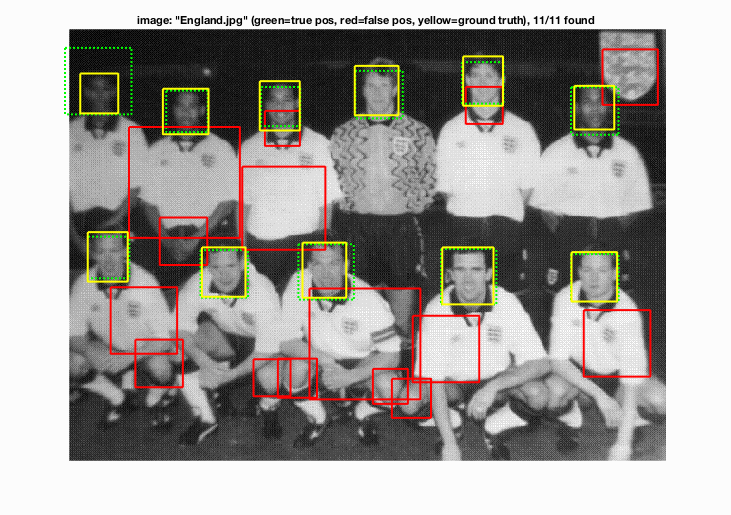 image: "England.jpg" (green=true pos, red=false pos, yellow=ground truth), 11/11 found